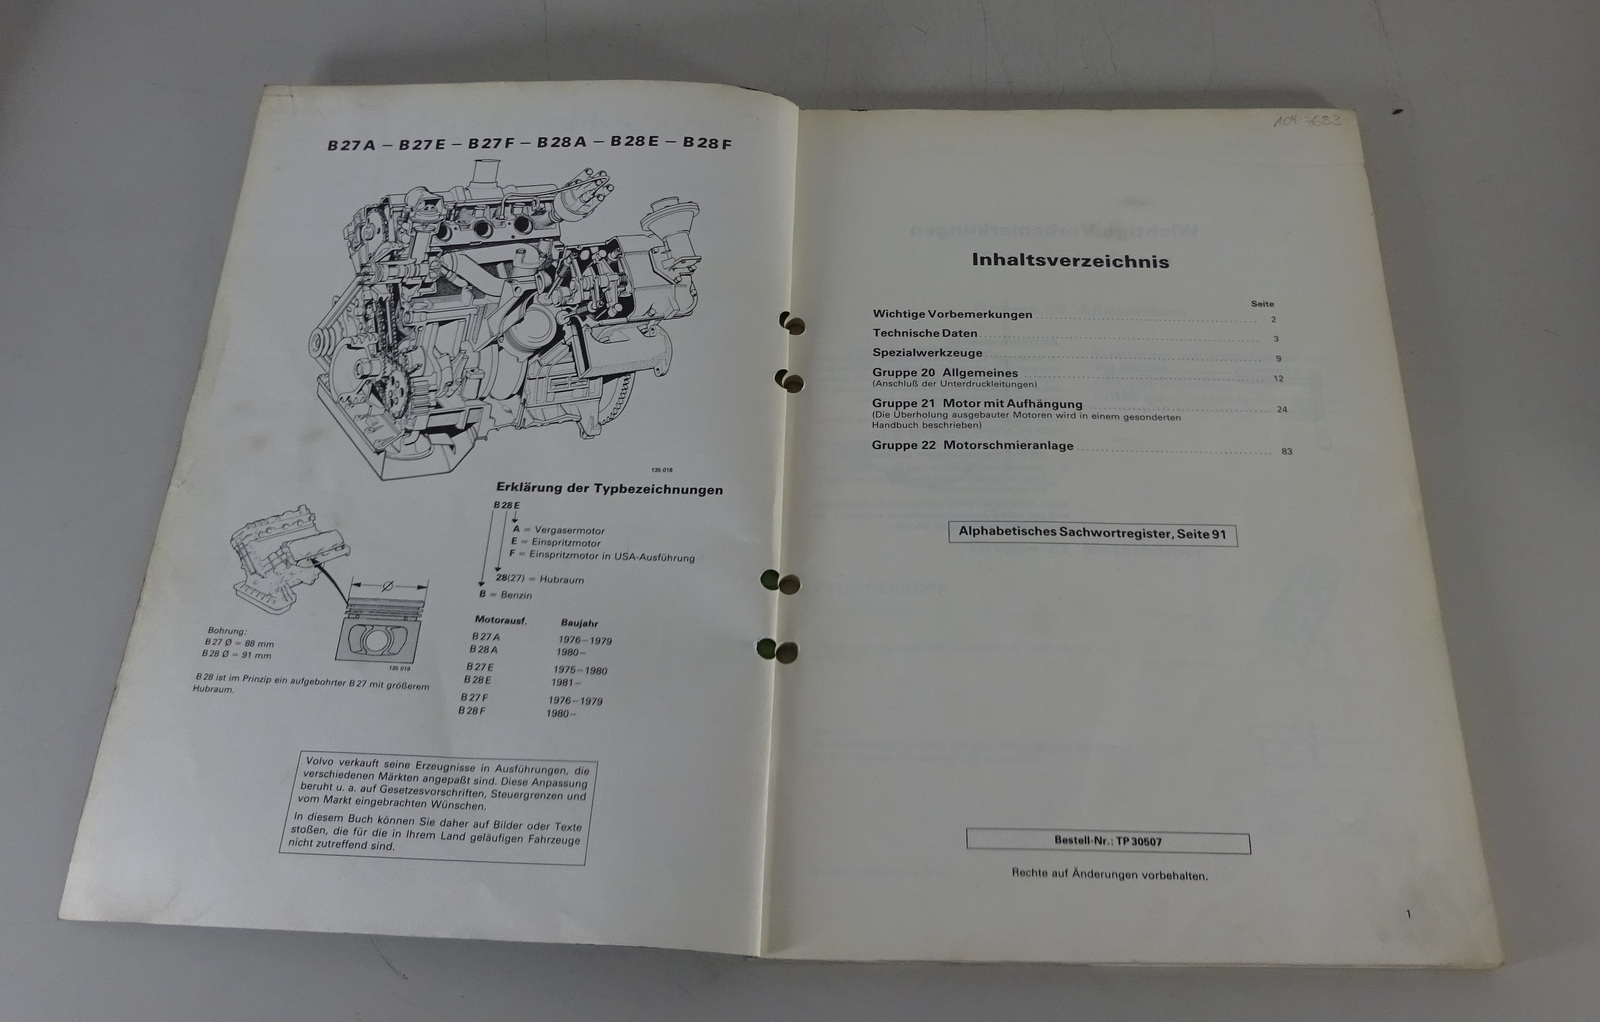 B27A – B27E – B27F – B28A – B28E – B28F
135 018
Erklärung der Typbezeichnungen
B28E
A = Vergasermotor
E = Einspritzmotor
F = Einspritzmotor in USA-Ausführung
28(27) = Hubraum
B = Benzin
Ø
Bohrung:
B27 Ø = 88 mm
B28 Ø = 91 mm
135 019
B28 ist im Prinzip ein aufgebohrter B27 mit größerem
Hubraum.
Motorausf. Baujahr
B27A 1976–1979
B28A 1980–
B27E 1975–1980
B28E 1981–
B27F 1976–1979
B28F 1980–
Volvo verkauft seine Erzeugnisse in Ausführungen, die
verschiedenen Märkten angepaßt sind. Diese Anpassung
beruht u. a. auf Gesetzesvorschriften, Steuergrenzen und
vom Markt eingebrachten Wünschen.
In diesem Buch können Sie daher auf Bilder oder Texte
stoßen, die für die in Ihrem Land geläufigen Fahrzeuge
nicht zutreffend sind.
Inhaltsverzeichnis
Seite
Wichtige Vorbemerkungen 2
Technische Daten 3
Spezialwerkzeuge 9
Gruppe 20 Allgemeines 12
(Anschluß der Unterdruckleitungen)
Gruppe 21 Motor mit Aufhängung 24
(Die Überholung ausgebauter Motoren wird in einem gesonderten
Handbuch beschrieben)
Gruppe 22 Motorschmieranlage 83
Alphabetisches Sachwortregister, Seite 91
Bestell-Nr.: TP 30507
Rechte auf Änderungen vorbehalten.
1